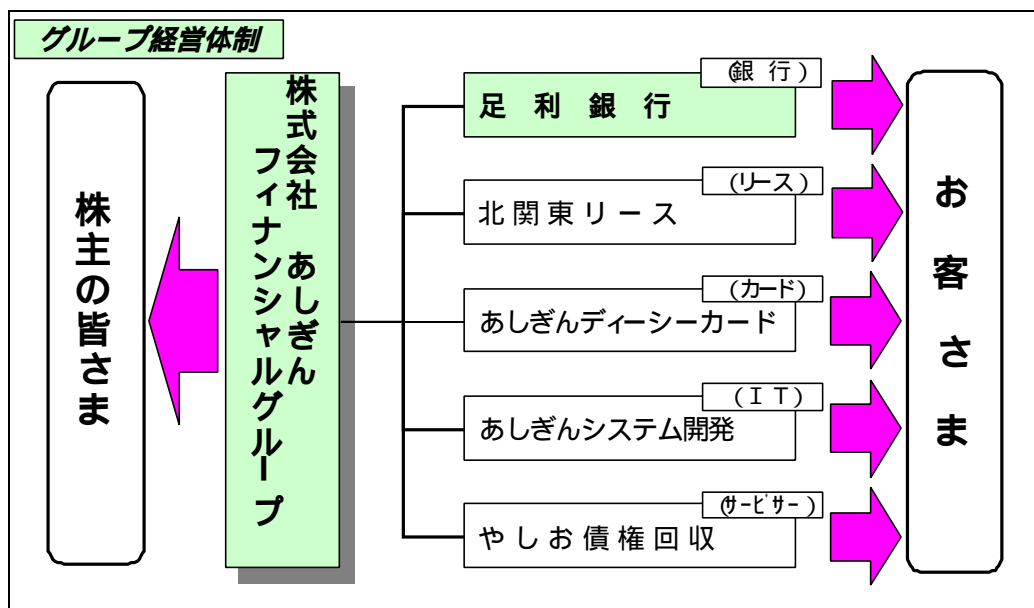 グループ経営体制
株主の皆さま
株式会社 あしぎん
フィナンシャルグループ
(銀 行)
足 利 銀 行
(リース)
北 関 東 リ ー ス
(カード)
あしぎんディーシーカード
(I T)
あしぎんシステム開発
(サービサー)
や し お 債 権 回 収
お 客 さ ま